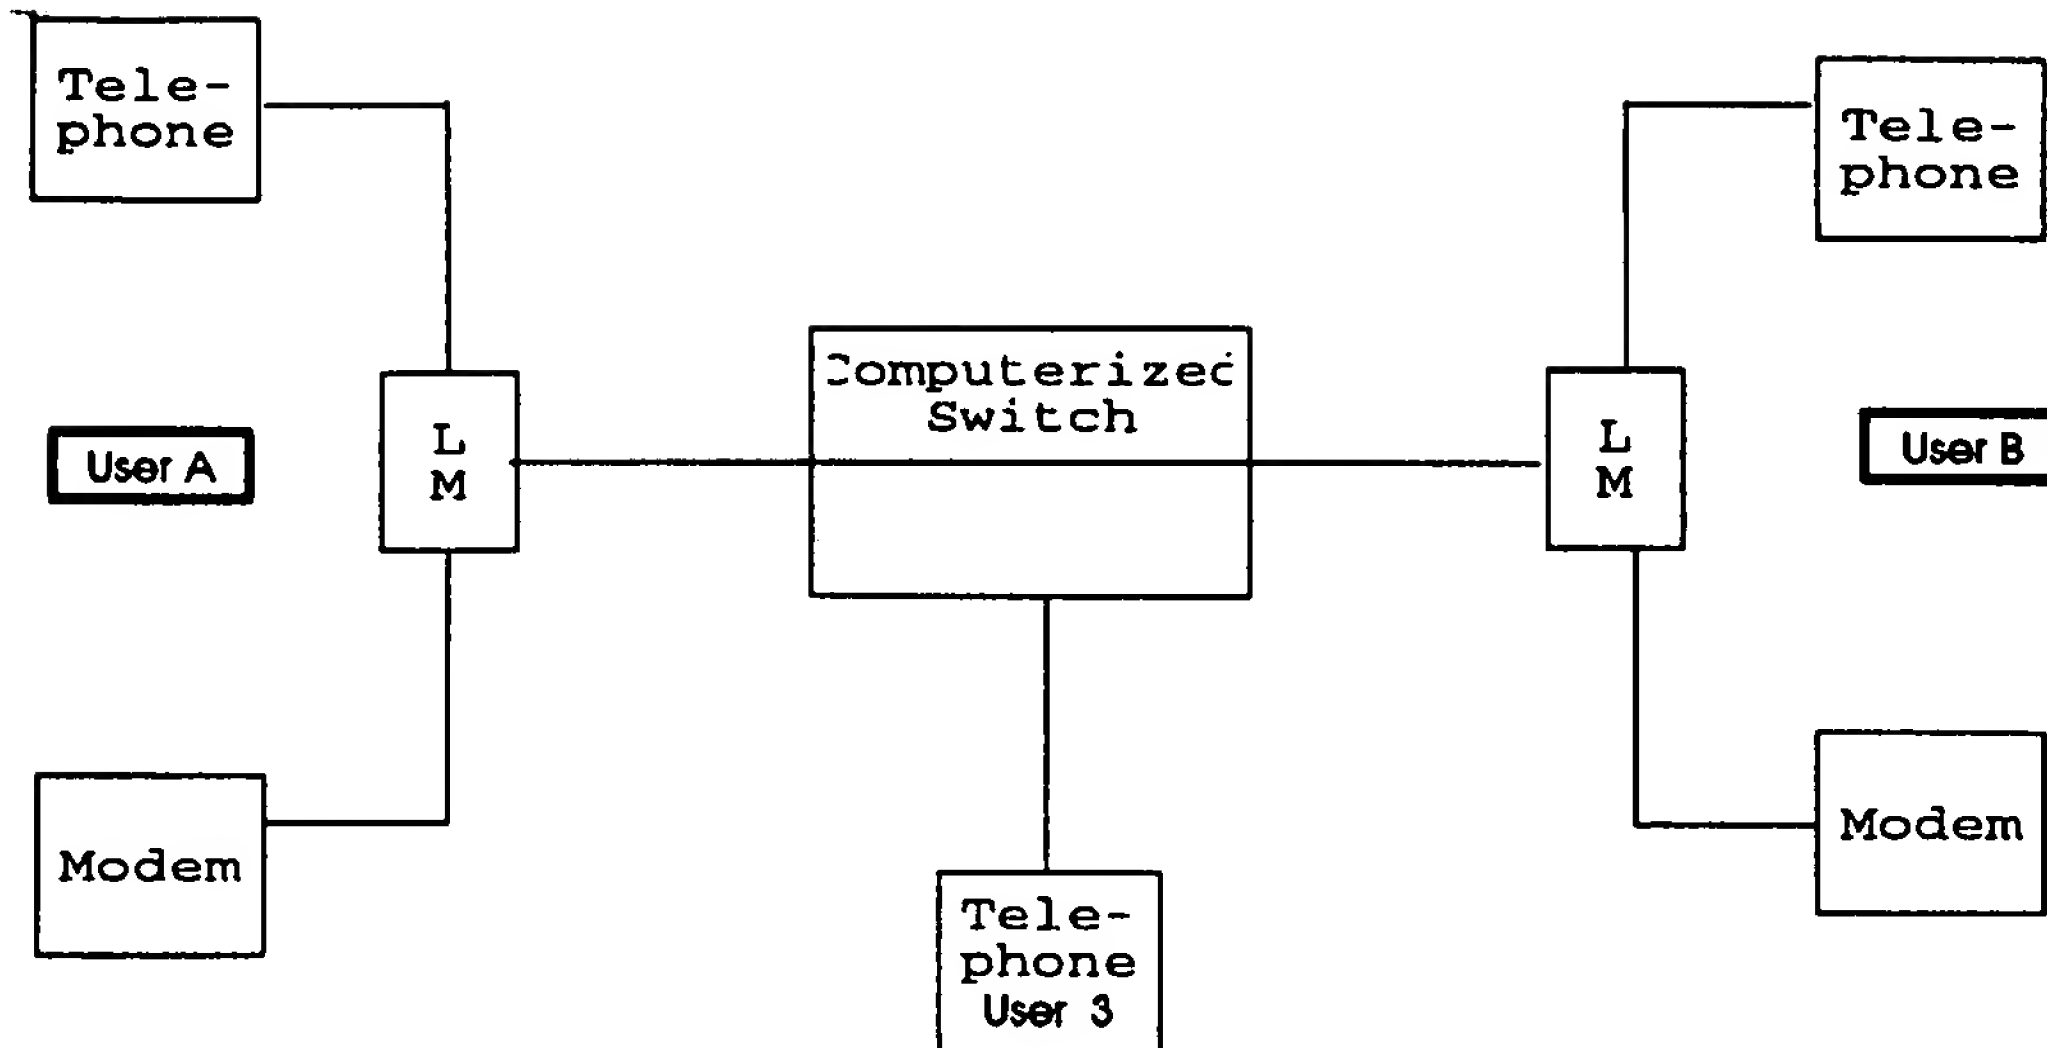 Tele-
phone
Tele-
phone
Computerized
Switch
L
M
L
M
User A
User B
Modem
Modem
Tele-
phone
User 3